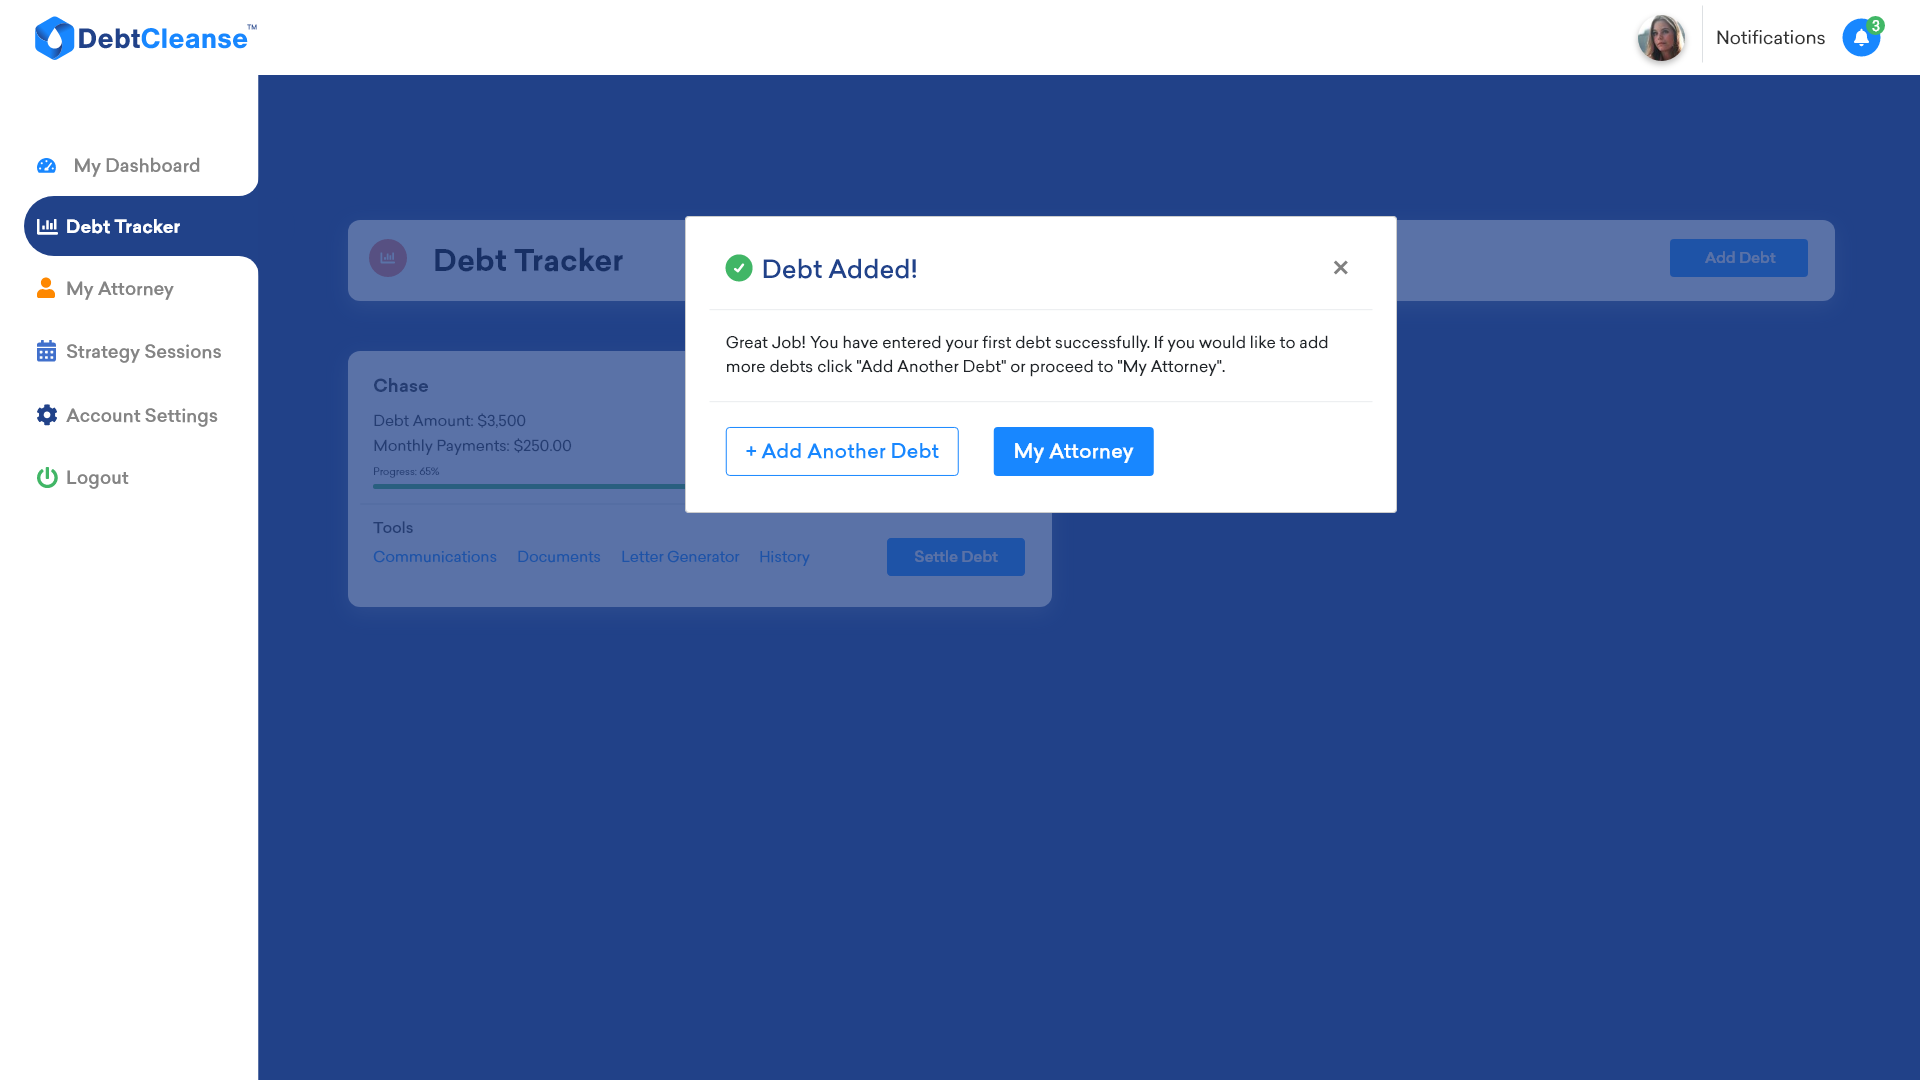 DebtCleanse™
Notifications
3
My Dashboard
Debt Tracker
My Attorney
Strategy Sessions
Account Settings
Logout
Debt Tracker
Add Debt
Debt Added!
Great Job! You have entered your first debt successfully. If you would like to add
more debts click "Add Another Debt" or proceed to "My Attorney".
+ Add Another Debt
My Attorney
Chase
Debt Amount: $3,500
Monthly Payments: $250.00
Progress: 65%
Tools
Communications Documents Letter Generator History
Settle Debt